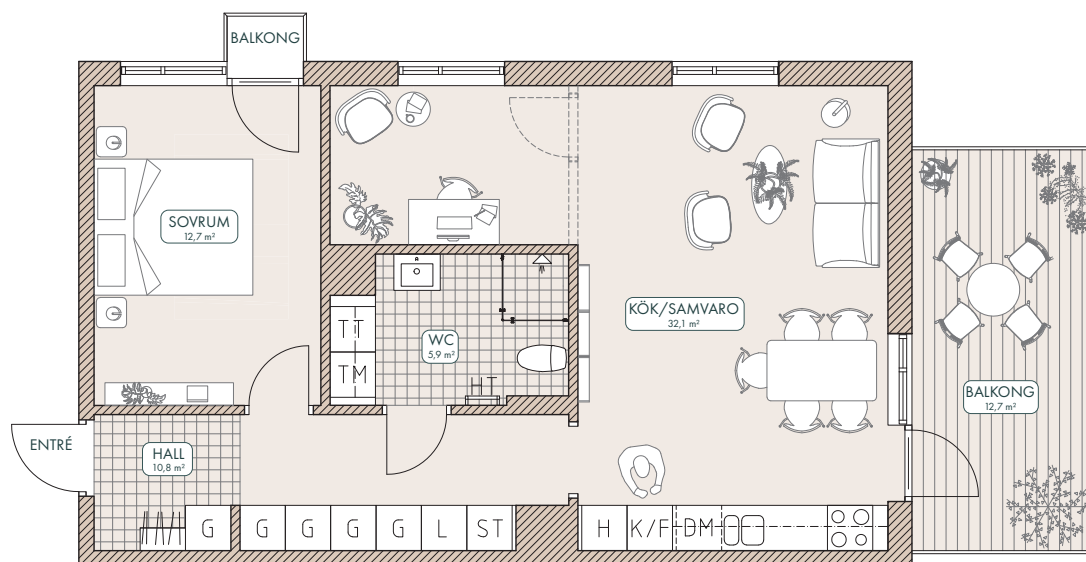 BALKONG
SOVRUM
12,7 m²
TT
TM
WC
5,9 m²
HT
KÖK/SAMVARO
32,1 m²
BALKONG
12,7 m²
ENTRÉ
HALL
10,8 m²
G
G
G
G
G
L
ST
H
K/F
DM